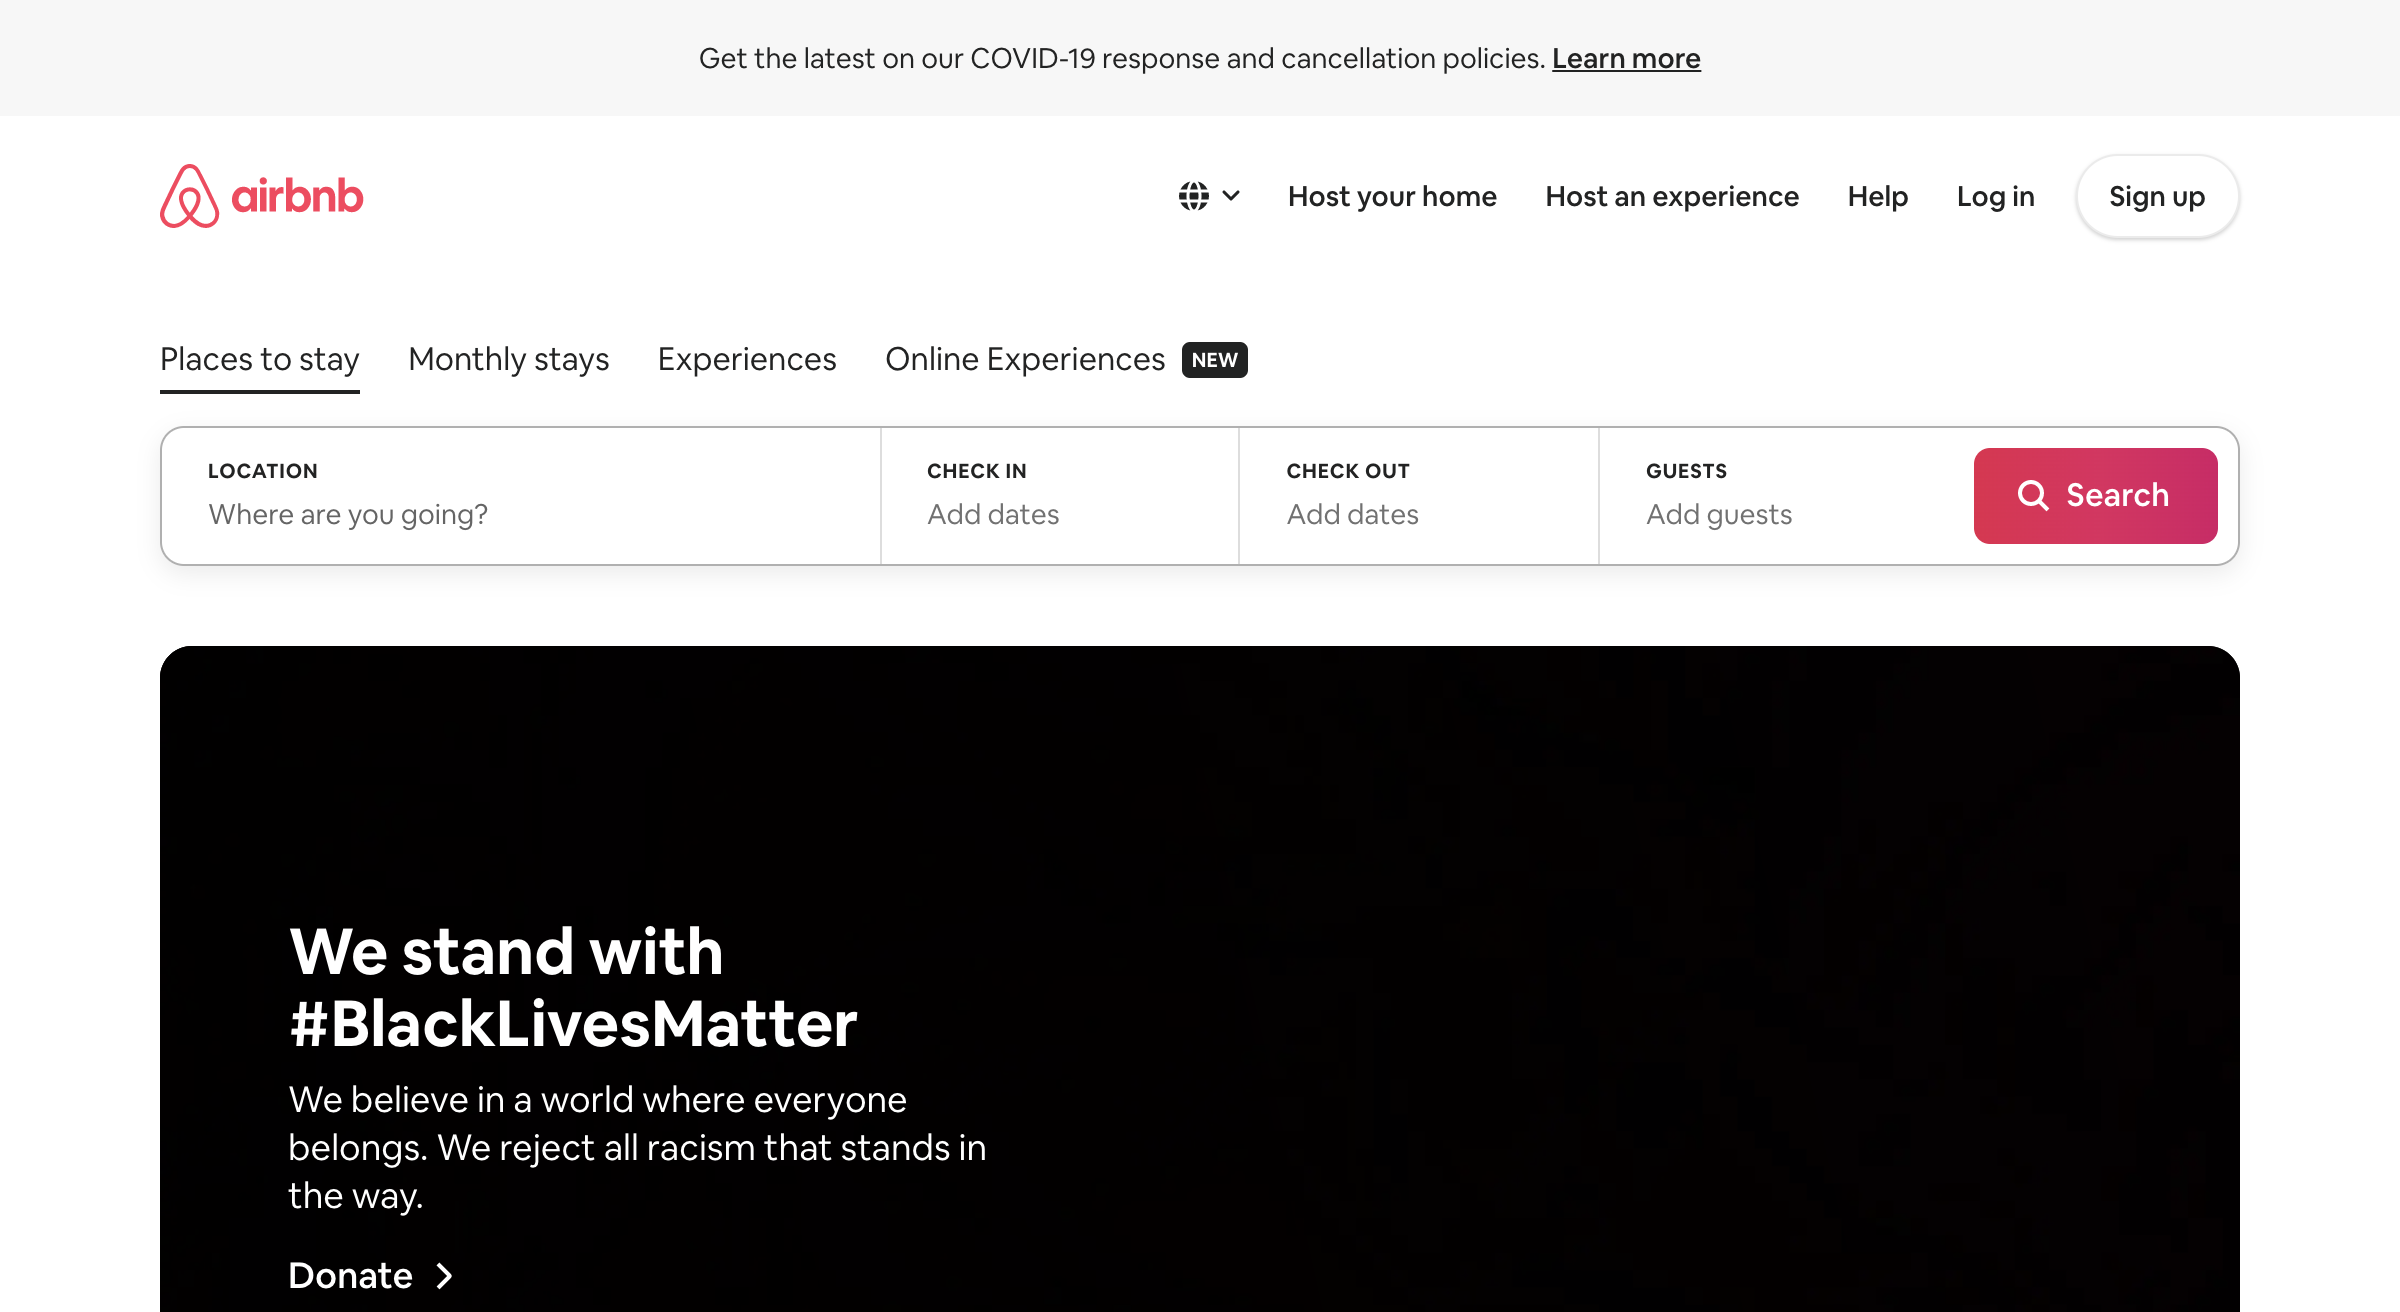 Get the latest on our COVID-19 response and cancellation policies. Learn more
airbnb
Host your home
Host an experience
Help
Log in
Sign up
Places to stay
Monthly stays
Experiences
Online Experiences NEW
LOCATION
Where are you going?
CHECK IN
Add dates
CHECK OUT
Add dates
GUESTS
Add guests
Search
We stand with
#BlackLivesMatter
We believe in a world where everyone
belongs. We reject all racism that stands in
the way.
Donate